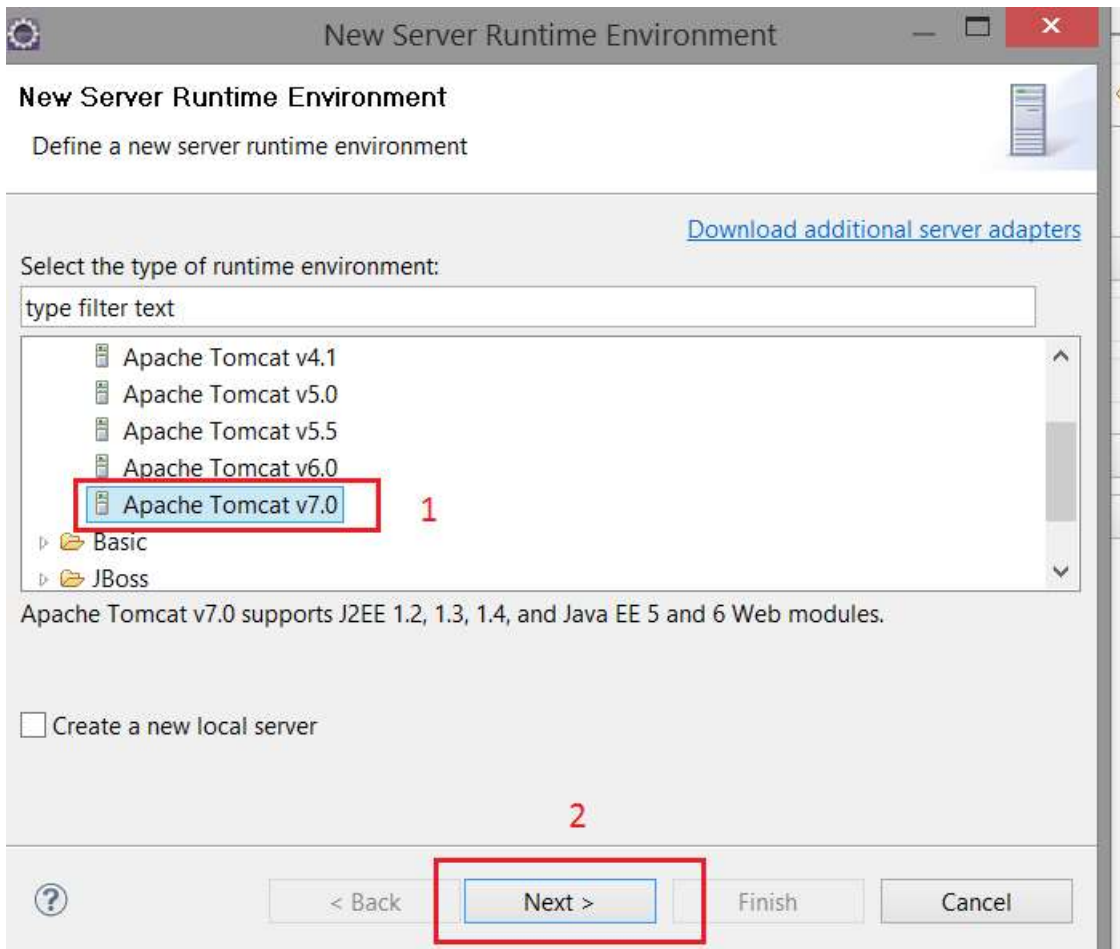 New Server Runtime Environment
New Server Runtime Environment
Define a new server runtime environment
Download additional server adapters
Select the type of runtime environment:
type filter text
Apache Tomcat v4.1
Apache Tomcat v5.0
Apache Tomcat v5.5
Apache Tomcat v6.0
Apache Tomcat v7.0 1
Basic
JBoss
Apache Tomcat v7.0 supports J2EE 1.2, 1.3, 1.4, and Java EE 5 and 6 Web modules.
Create a new local server
2
? < Back Next > Finish Cancel